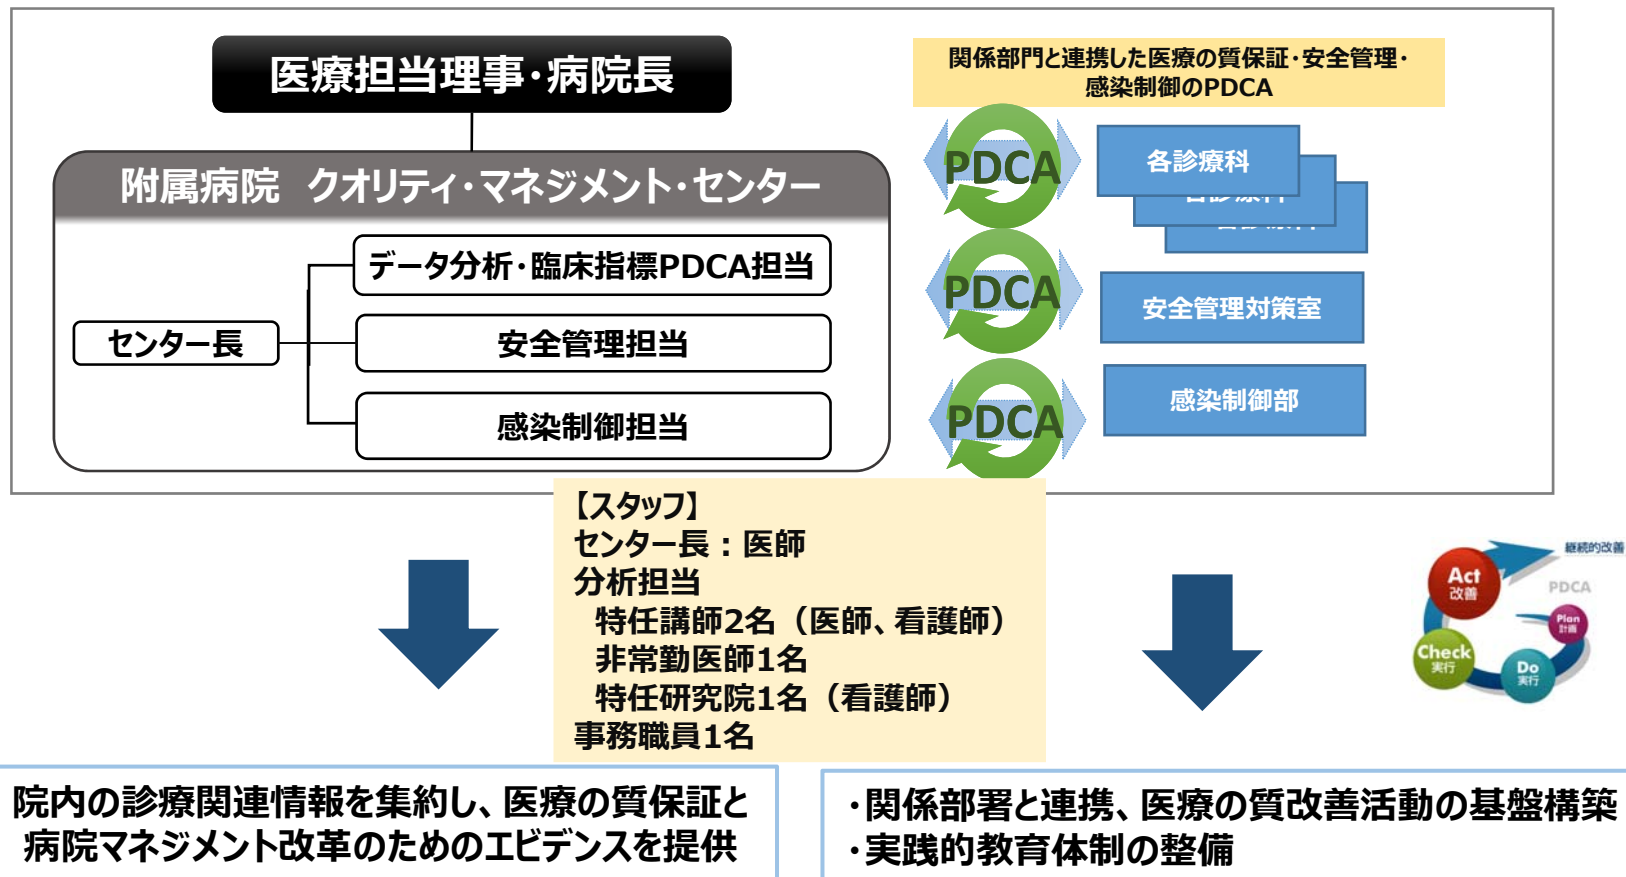 医療担当理事・病院長
関係部門と連携した医療の質保証・安全管理・
感染制御のPDCA
附属病院　クオリティ・マネジメント・センター
データ分析・臨床指標PDCA担当
センター長
安全管理担当
感染制御担当
PDCA
各診療科
各診療科
各診療科
PDCA
安全管理対策室
PDCA
感染制御部
【スタッフ】
センター長：医師
分析担当
特任講師2名（医師、看護師）
非常勤医師1名
特任研究院1名（看護師）
事務職員1名
継続的改善
Act
改善
PDCA
Plan
計画
Check
実行
Do
実行
院内の診療関連情報を集約し、医療の質保証と
病院マネジメント改革のためのエビデンスを提供
・関係部署と連携、医療の質改善活動の基盤構築
・実践的教育体制の整備